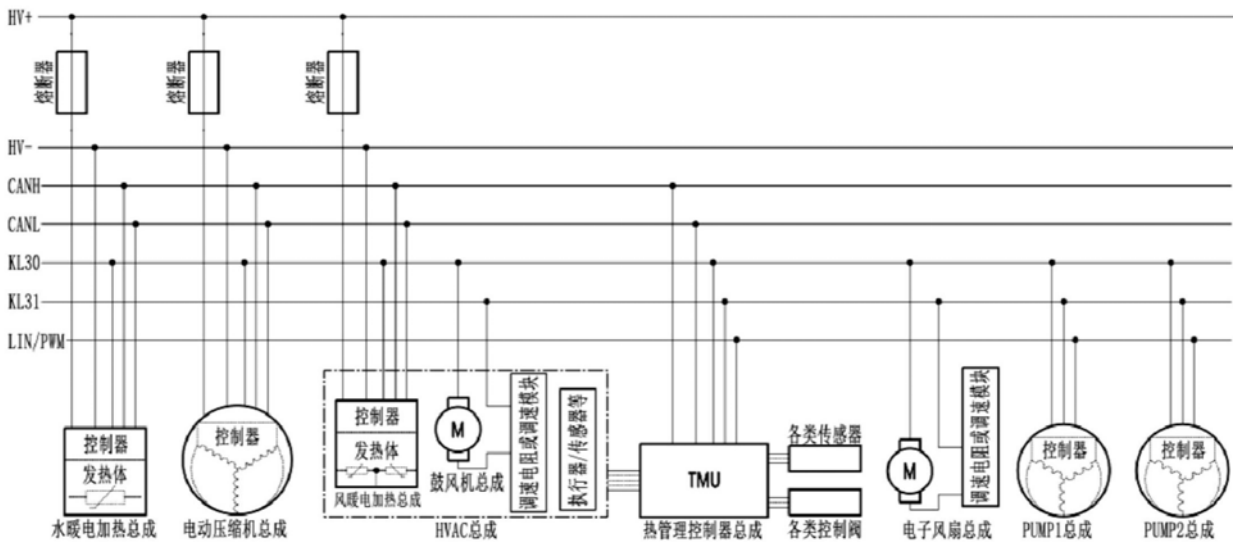 HV+
熔断器
熔断器
熔断器
HV-
CANH
CANL
KL30
KL31
LIN/PWM
控制器
发热体
水暖电加热总成
控制器
电动压缩机总成
控制器
发热体
风暖电加热总成
M
鼓风机总成
调速电阻或调速模块
执行器/传感器等
HVAC总成
TMU
热管理控制器总成
各类传感器
各类控制阀
M
调速电阻或调速模块
电子风扇总成
控制器
PUMP1总成
控制器
PUMP2总成